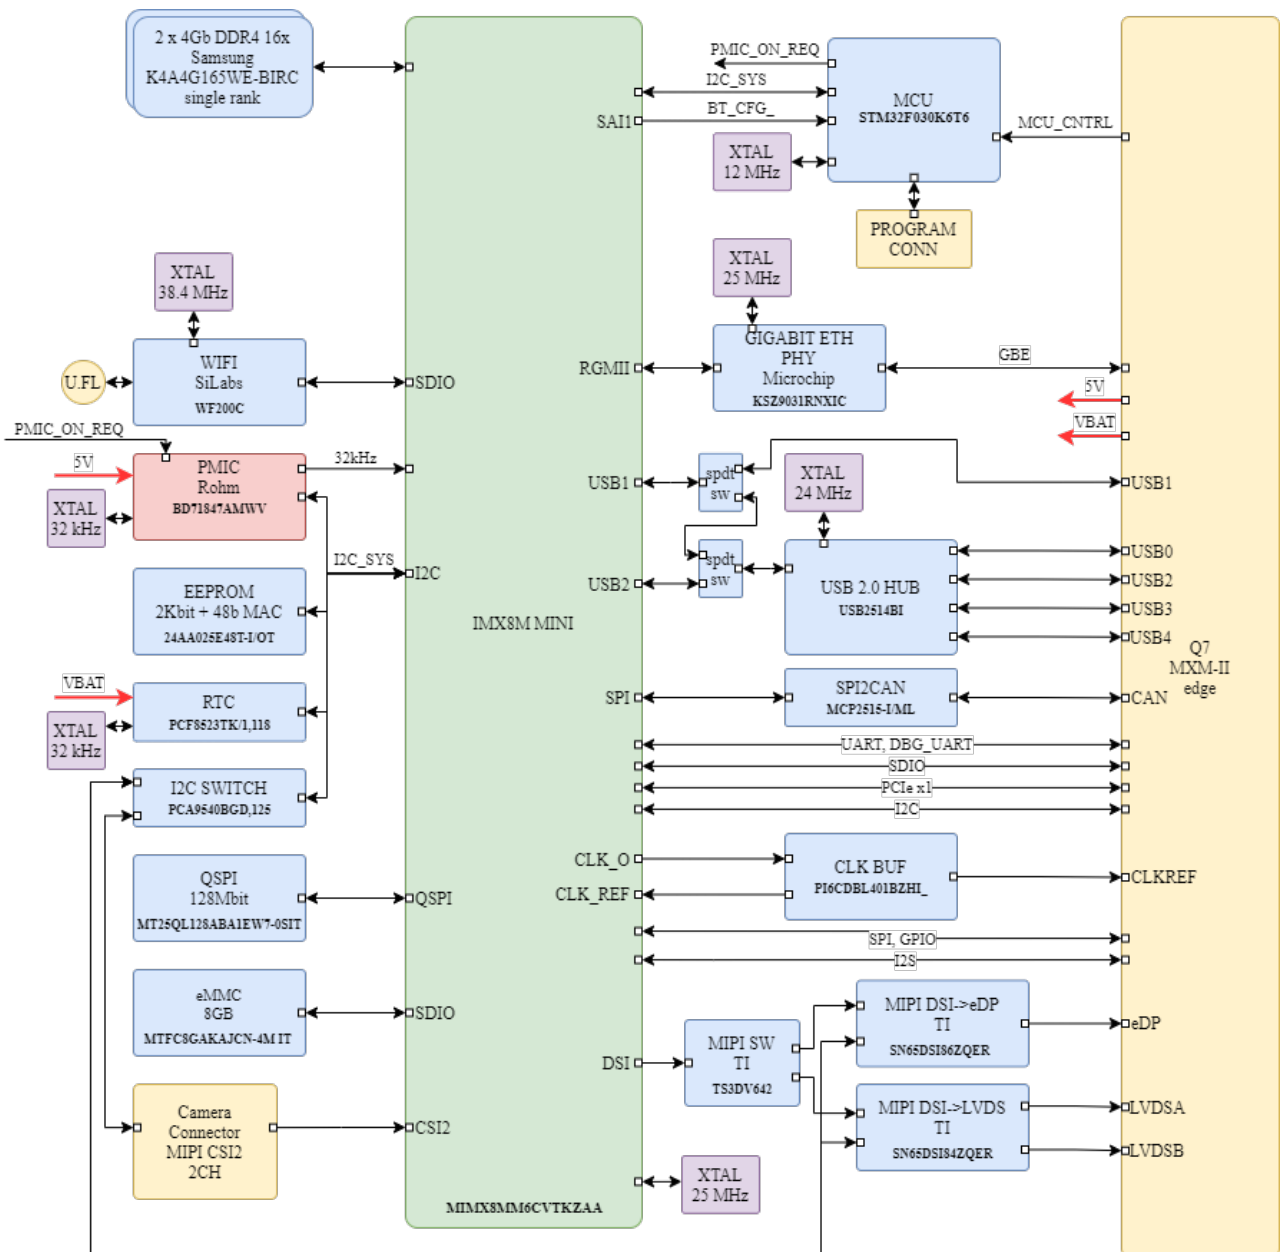 2 x 4Gb DDR4 16x
Samsung
K4A4G165WE-BIRC
single rank
PMIC_ON_REQ
I2C_SYS
BT_CFG_
SAI1
MCU
STM32F030K6T6
MCU_CNTRL
XTAL
12 MHz
PROGRAM
CONN
XTAL
25 MHz
XTAL
38.4 MHz
U.FL
WIFI
SiLabs
WF200C
SDIO
RGMII
GIGABIT ETH
PHY
Microchip
KSZ9031RNXIC
GBE
5V
VBAT
PMIC_ON_REQ
5V
XTAL
32 kHz
PMIC
Rohm
BD71847AMWV
32kHz
I2C_SYS
I2C
USB1
spdt
sw
XTAL
24 MHz
USB1
USB2
spdt
sw
USB 2.0 HUB
USB2514BI
USB0
USB2
USB3
USB4
EEPROM
2Kbit + 48b MAC
24AA025E48T-I/OT
IMX8M MINI
Q7
MXM-II
edge
VBAT
XTAL
32 kHz
RTC
PCF8523TK/1,118
SPI
SPI2CAN
MCP2515-I/ML
CAN
UART, DBG_UART
SDIO
PCIe x1
I2C
I2C SWITCH
PCA9540BGD,125
QSPI
128Mbit
MT25QL128ABA1EW7-0SIT
QSPI
CLK_O
CLK_REF
CLK BUF
PI6CDBL401BZHI_
CLKREF
SPI, GPIO
I2S
eMMC
8GB
MTFC8GAKAJCN-4M IT
SDIO
DSI
MIPI SW
TI
TS3DV642
MIPI DSI->eDP
TI
SN65DSI86ZQER
eDP
MIPI DSI->LVDS
TI
SN65DSI84ZQER
LVDSA
LVDSB
Camera
Connector
MIPI CSI2
2CH
CSI2
XTAL
25 MHz
MIMX8MM6CVTKZAA